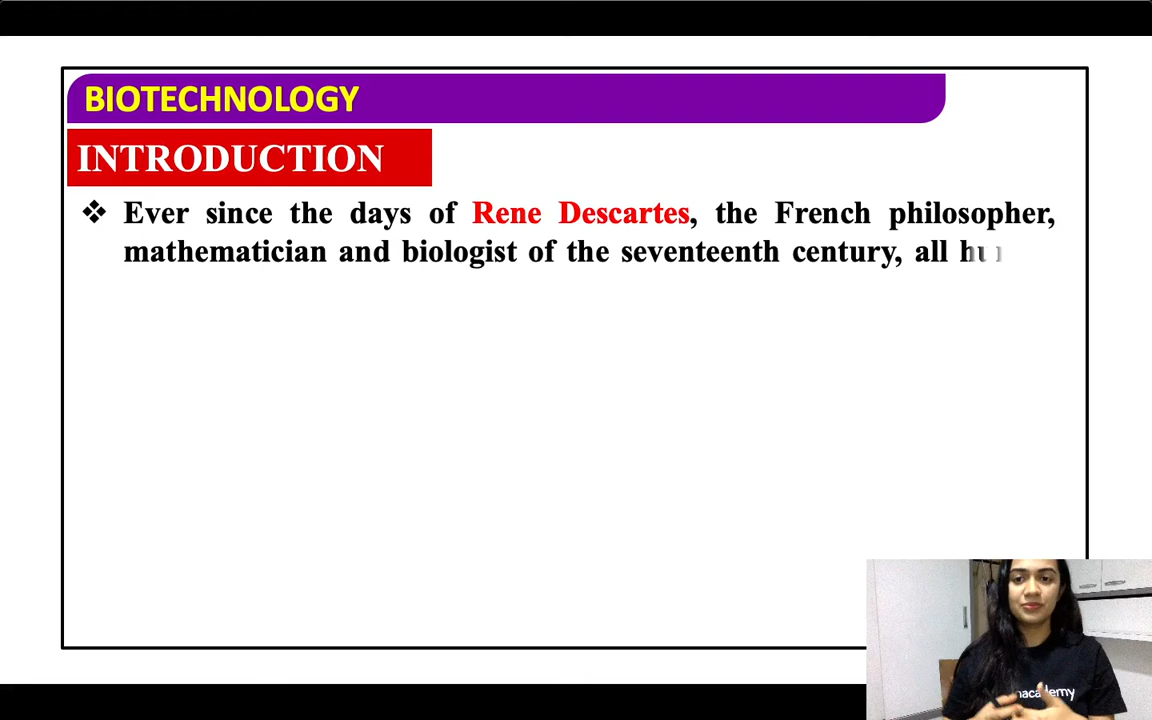 BIOTECHNOLOGY
INTRODUCTION
❖ Ever since the days of Rene Descartes, the French philosopher,
mathematician and biologist of the seventeenth century, all